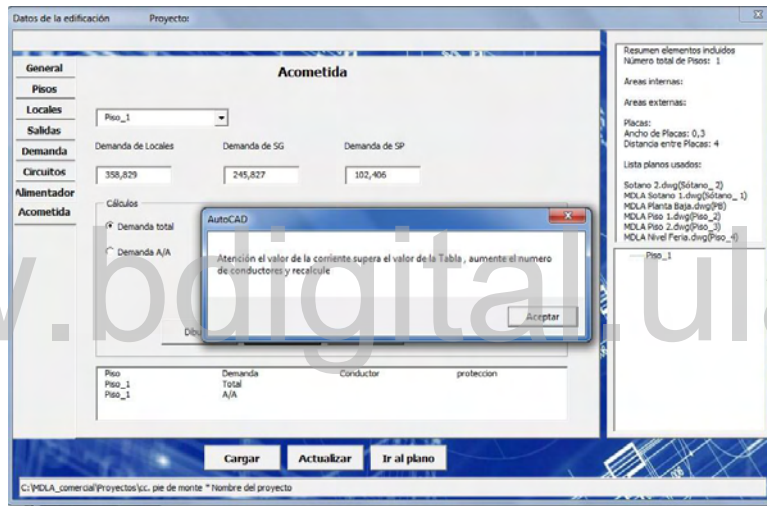 Datos de la edificación Proyecto:
General
Pisos
Locales
Salidas
Demanda
Circuitos
Alimentador
Acometida
Acometida
Piso_1
Demanda de Locales Demanda de SG Demanda de SP
358,829 245,827 102,406
Cálculos
Demanda total
Demanda A/A
AutoCAD
Atención el valor de la corriente supera el valor de la Tabla , aumente el numero
de conductores y recalcule
Aceptar
Dibu
Piso Demanda Conductor proteccion
Piso_1 Total
Piso_1 A/A
Cargar Actualizar Ir al plano
C:\MDLA_comercial\Proyectos\cc. pie de monte * Nombre del proyecto
Resumen elementos incluidos
Número total de Pisos: 1
Areas internas:
Areas externas:
Placas:
Ancho de Placas: 0,3
Distancia entre Placas: 4
Lista planos usados:
Sotano 2.dwg(Sótano_ 2)
MDLA Sotano 1.dwg(Sótano_ 1)
MDLA Planta Baja.dwg(PB)
MDLA Piso 1.dwg(Piso_2)
MDLA Piso 2.dwg(Piso_3)
MDLA Nivel Feria.dwg(Piso_4)
Piso_1
w.bdigital.ula